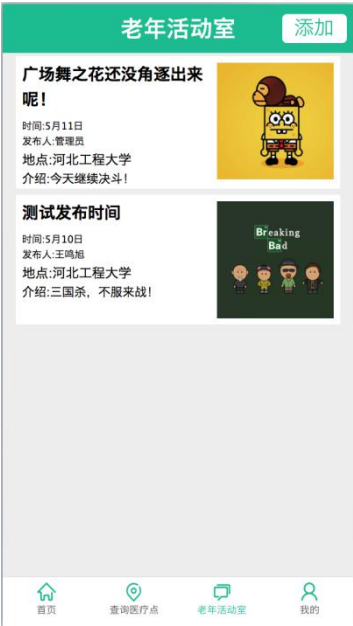 老年活动室
添加
广场舞之花还没角逐出来
呢！
时间:5月11日
发布人:管理员
地点:河北工程大学
介绍:今天继续决斗！
测试发布时间
时间:5月10日
发布人:王鸣旭
地点:河北工程大学
介绍:三国杀，不服来战！
Breaking
Bad
首页
查询医疗点
老年活动室
我的